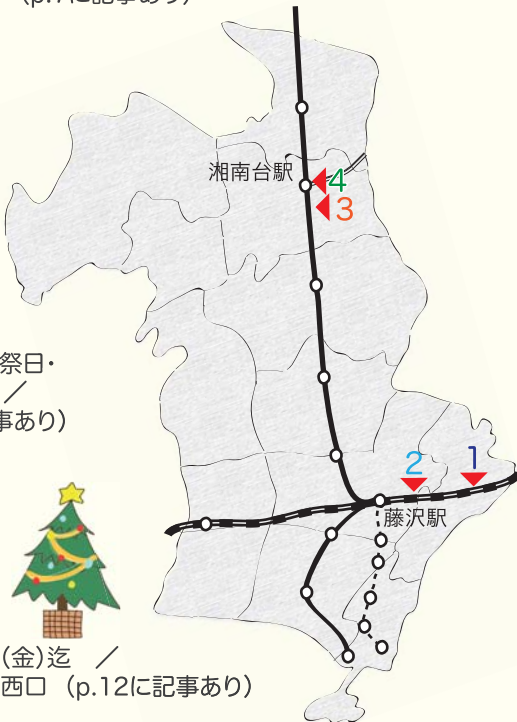 (p.7に記事あり)
湘南台駅
4
3
祭日・
／
事あり)
2
1
藤沢駅
(金)迄 ／
西口 (p.12に記事あり)